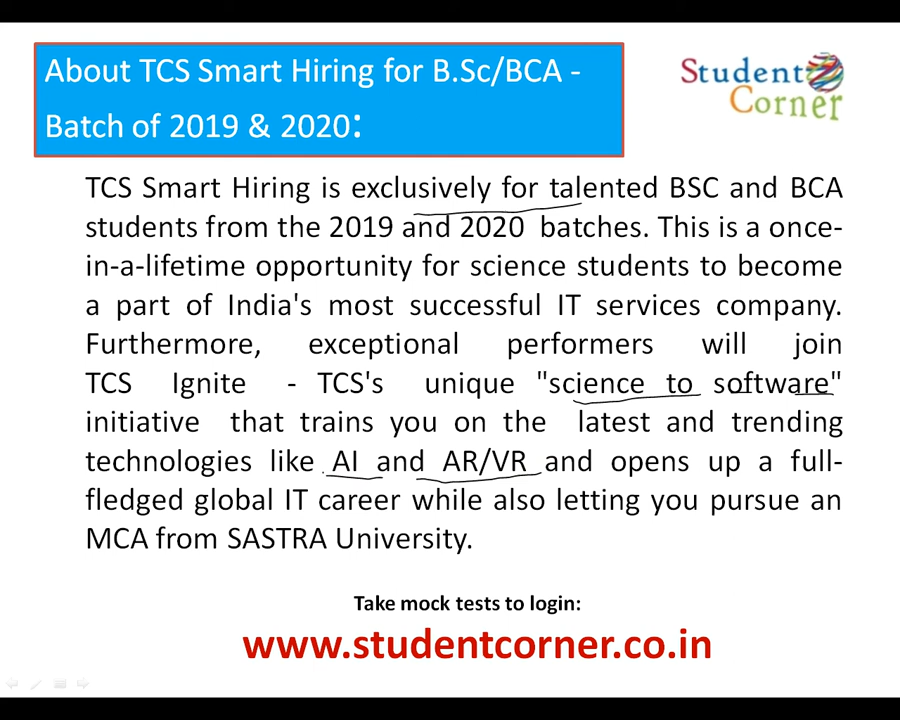 About TCS Smart Hiring for B.Sc/BCA -
Batch of 2019 & 2020:
Student
Corner
TCS Smart Hiring is exclusively for talented BSC and BCA
students from the 2019 and 2020 batches. This is a once-
in-a-lifetime opportunity for science students to become
a part of India's most successful IT services company.
Furthermore, exceptional performers will join
TCS Ignite - TCS's unique "science to software"
initiative that trains you on the latest and trending
technologies like AI and AR/VR and opens up a full-
fledged global IT career while also letting you pursue an
MCA from SASTRA University.
Take mock tests to login:
www.studentcorner.co.in